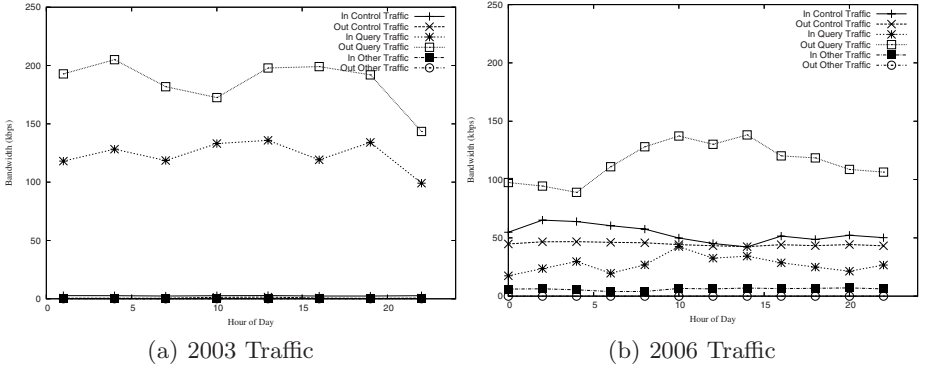 250
200
150
100
50
0
Bandwidth (kbps)
0 5 10 15 20
Hour of Day
In Control Traffic
Out Control Traffic
In Query Traffic
Out Query Traffic
In Other Traffic
Out Other Traffic
(a) 2003 Traffic
250
200
150
100
50
0
Bandwidth (kbps)
0 5 10 15 20
Hour of Day
In Control Traffic
Out Control Traffic
In Query Traffic
Out Query Traffic
In Other Traffic
Out Other Traffic
(b) 2006 Traffic